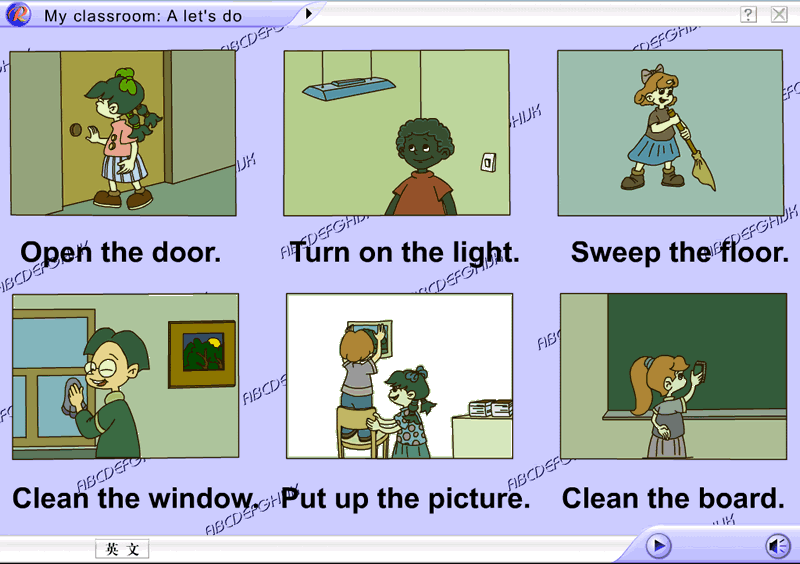 R My classroom: A let's do
?
Open the door. Turn on the light. Sweep the floor.
Clean the window. Put up the picture. Clean the board.
英文
ABCDEFGHIJK